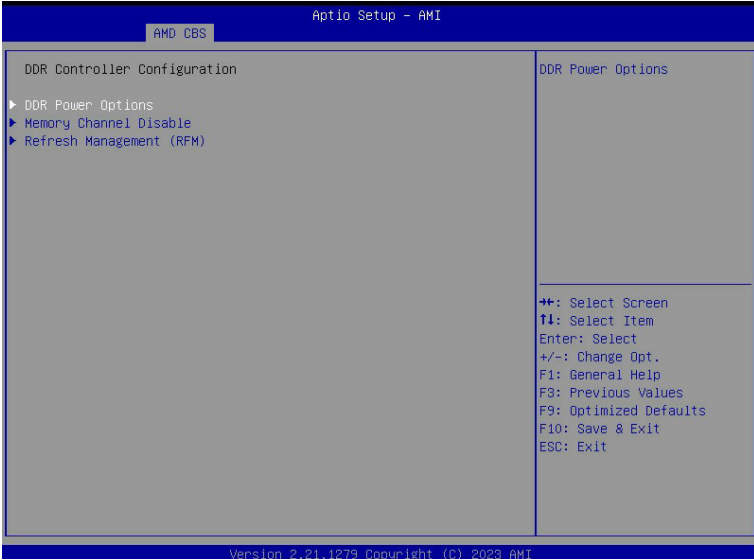 Aptio Setup - AMI
AMD CBS
DDR Controller Configuration
DDR Power Options
Memory Channel Disable
Refresh Management (RFM)
DDR Power Options
→←: Select Screen
↑↓: Select Item
Enter: Select
+/-: Change Opt.
F1: General Help
F3: Previous Values
F9: Optimized Defaults
F10: Save & Exit
ESC: Exit
Version 2.21.1279 Copyright (C) 2023 AMI